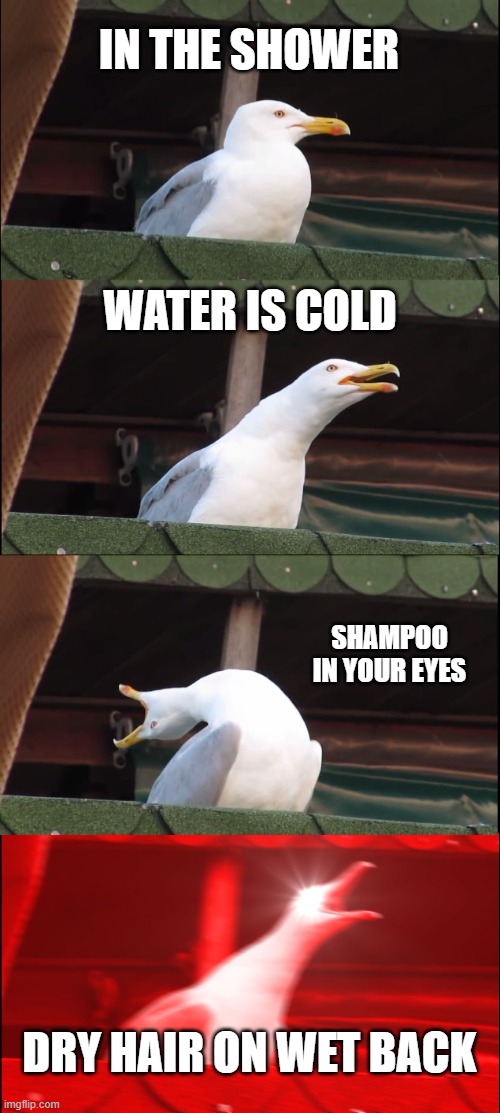 IN THE SHOWER
WATER IS COLD
SHAMPOO
IN YOUR EYES
DRY HAIR ON WET BACK
imgflip.com